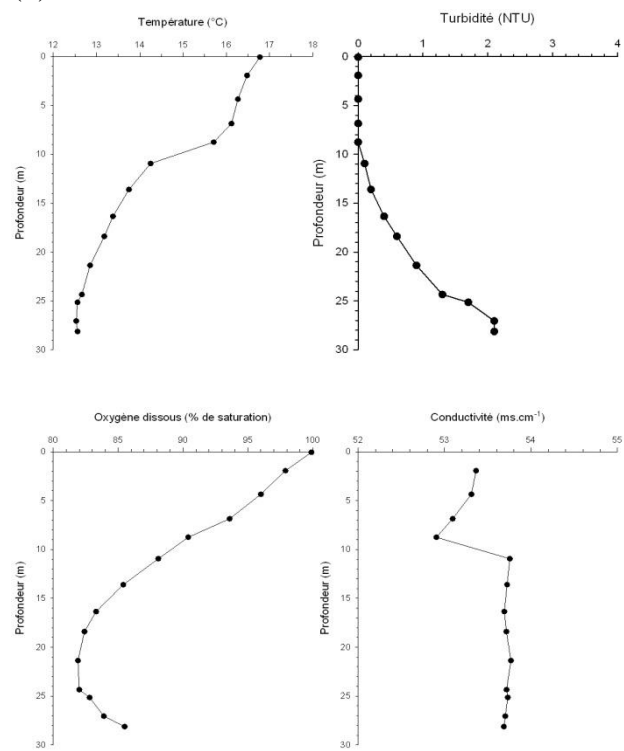 Température (°C)
12 13 14 15 16 17 18
0
5
10
15
20
25
30
Profondeur (m)
Turbidité (NTU)
0 1 2 3 4
0
5
10
15
20
25
30
Profondeur (m)
Oxygène dissous (% de saturation)
80 85 90 95 100
0
5
10
15
20
25
30
Profondeur (m)
Conductivité (ms.cm⁻¹)
52 53 54 55
0
5
10
15
20
25
30
Profondeur (m)